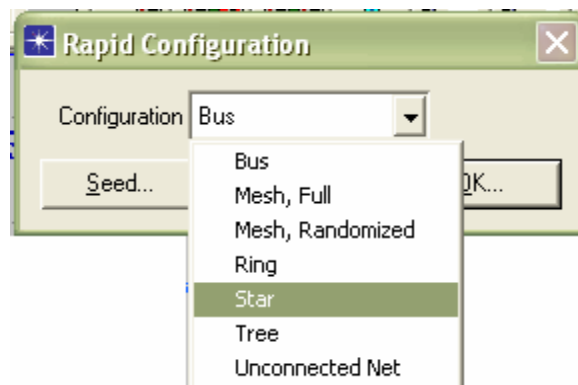 Rapid Configuration
Configuration Bus
Bus
Seed...
Mesh, Full
Mesh, Randomized
Ring
Star
Tree
Unconnected Net